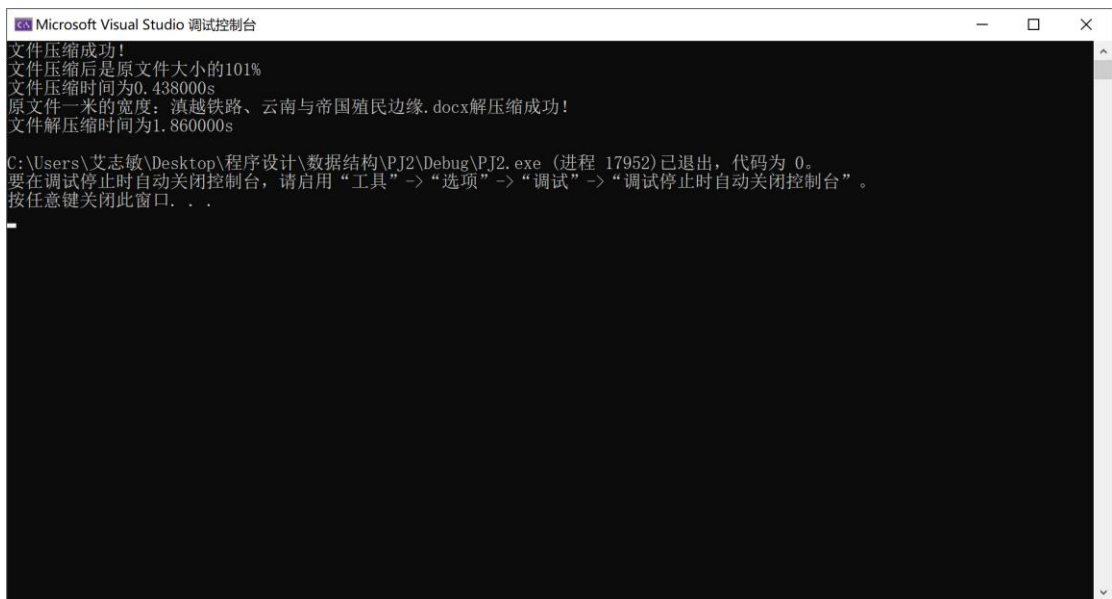 Microsoft Visual Studio 调试控制台
文件压缩成功!
文件压缩后是原文件大小的101%
文件压缩时间为0.438000s
原文件一米的宽度：滇越铁路、云南与帝国殖民边缘.docx解压缩成功!
文件解压缩时间为1.860000s
C:\Users\艾志敏\Desktop\程序设计\数据结构\PJ2\Debug\PJ2.exe (进程 17952)已退出，代码为 0。
要在调试停止时自动关闭控制台，请启用“工具”->“选项”->“调试”->“调试停止时自动关闭控制台”。
按任意键关闭此窗口. . .